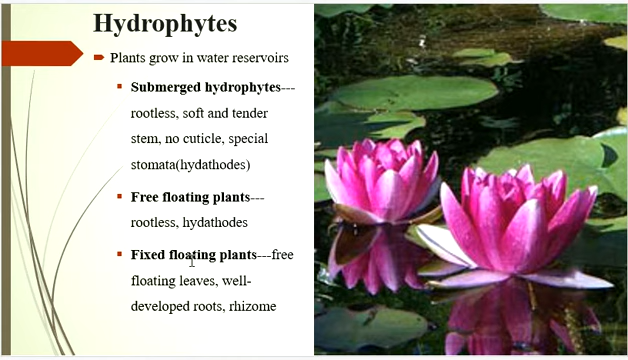 Hydrophytes
Plants grow in water reservoirs
Submerged hydrophytes---
rootless, soft and tender
stem, no cuticle, special
stomata(hydathodes)
Free floating plants---
rootless, hydathodes
Fixed floating plants---free
floating leaves, well-
developed roots, rhizome